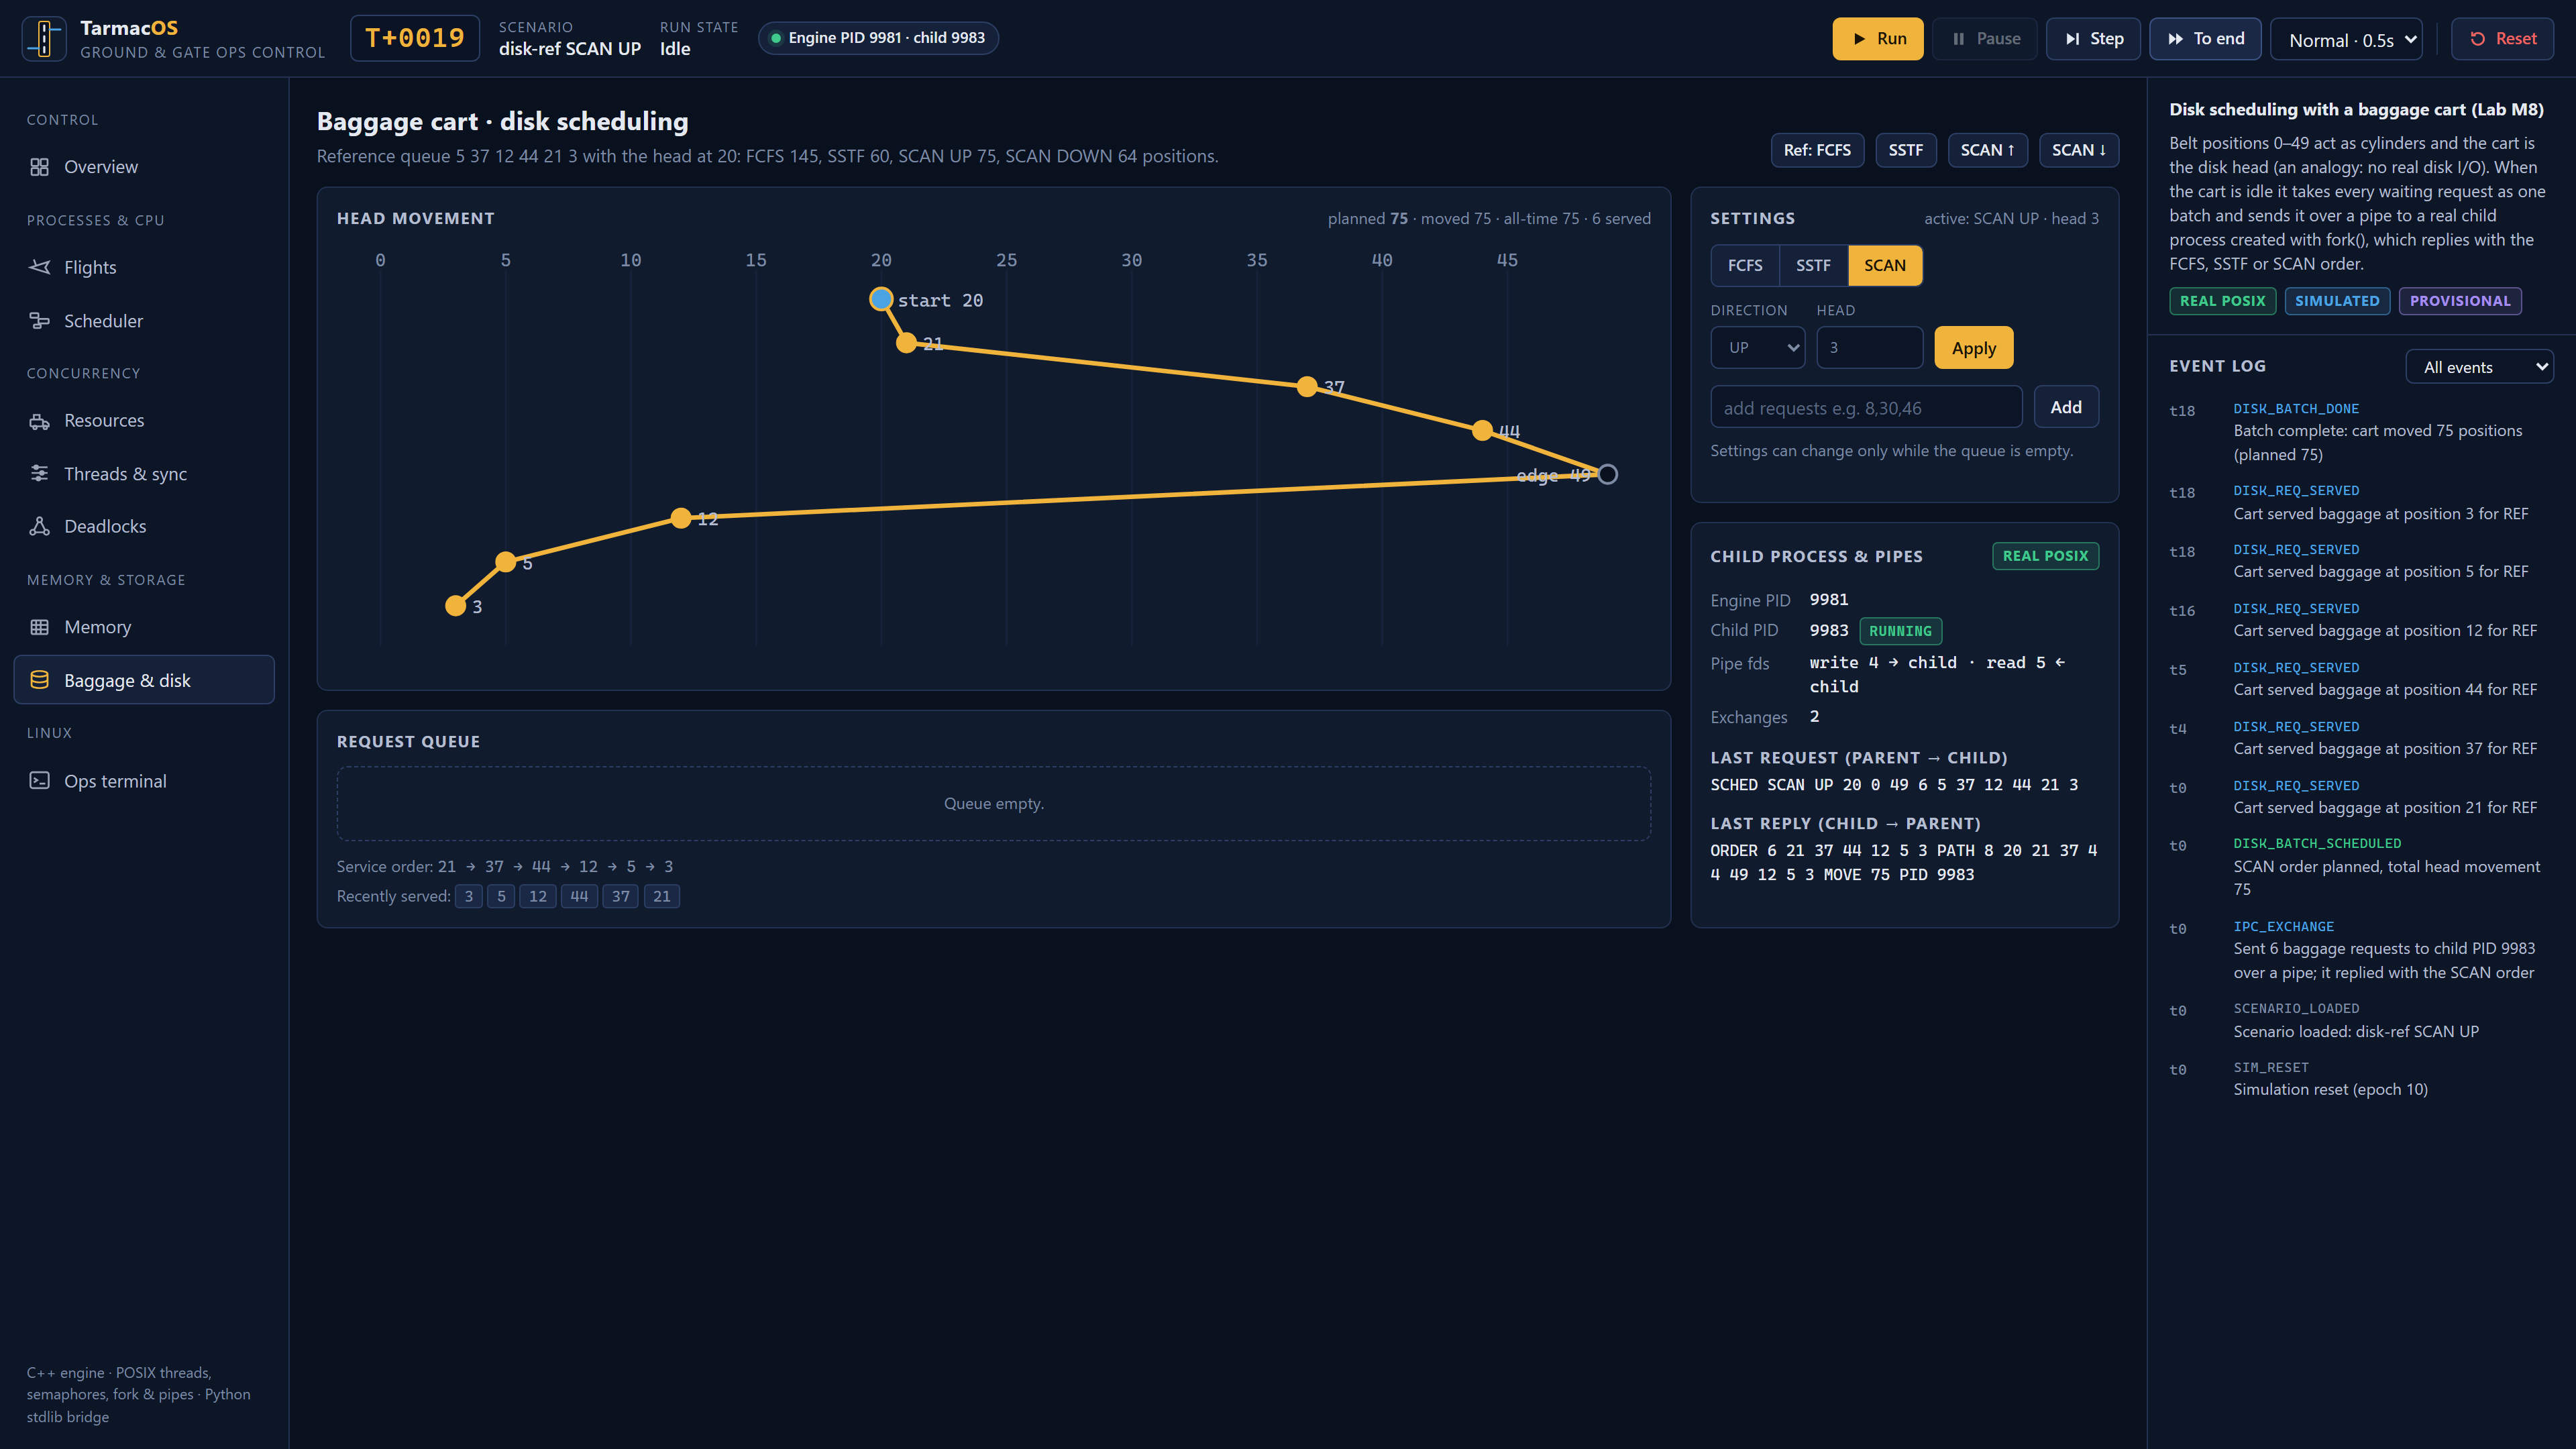 TarmacOS
GROUND & GATE OPS CONTROL
T+0019
SCENARIO
disk-ref SCAN UP
RUN STATE
Idle
Engine PID 9981 · child 9983
Run
Pause
Step
To end
Normal · 0.5s
Reset
CONTROL
Overview
PROCESSES & CPU
Flights
Scheduler
CONCURRENCY
Resources
Threads & sync
Deadlocks
MEMORY & STORAGE
Memory
Baggage & disk
LINUX
Ops terminal
C++ engine · POSIX threads,
semaphores, fork & pipes · Python
stdlib bridge
Baggage cart · disk scheduling
Reference queue 5 37 12 44 21 3 with the head at 20: FCFS 145, SSTF 60, SCAN UP 75, SCAN DOWN 64 positions.
Ref: FCFS
SSTF
SCAN ↑
SCAN ↓
HEAD MOVEMENT
planned 75 · moved 75 · all-time 75 · 6 served
0 5 10 15 20 25 30 35 40 45
start 20
21
37
44
edge 49
12
5
3
REQUEST QUEUE
Queue empty.
Service order: 21 → 37 → 44 → 12 → 5 → 3
Recently served: 3 5 12 44 37 21
SETTINGS
active: SCAN UP · head 3
FCFS SSTF SCAN
DIRECTION HEAD
UP 3 Apply
add requests e.g. 8,30,46 Add
Settings can change only while the queue is empty.
CHILD PROCESS & PIPES
REAL POSIX
Engine PID 9981
Child PID 9983 RUNNING
Pipe fds write 4 → child · read 5 ←
child
Exchanges 2
LAST REQUEST (PARENT → CHILD)
SCHED SCAN UP 20 0 49 6 5 37 12 44 21 3
LAST REPLY (CHILD → PARENT)
ORDER 6 21 37 44 12 5 3 PATH 8 20 21 37 4
4 49 12 5 3 MOVE 75 PID 9983
Disk scheduling with a baggage cart (Lab M8)
Belt positions 0–49 act as cylinders and the cart is
the disk head (an analogy: no real disk I/O). When
the cart is idle it takes every waiting request as one
batch and sends it over a pipe to a real child
process created with fork(), which replies with the
FCFS, SSTF or SCAN order.
REAL POSIX SIMULATED PROVISIONAL
EVENT LOG
All events
t18 DISK_BATCH_DONE
Batch complete: cart moved 75 positions
(planned 75)
t18 DISK_REQ_SERVED
Cart served baggage at position 3 for REF
t18 DISK_REQ_SERVED
Cart served baggage at position 5 for REF
t16 DISK_REQ_SERVED
Cart served baggage at position 12 for REF
t5 DISK_REQ_SERVED
Cart served baggage at position 44 for REF
t4 DISK_REQ_SERVED
Cart served baggage at position 37 for REF
t0 DISK_REQ_SERVED
Cart served baggage at position 21 for REF
t0 DISK_BATCH_SCHEDULED
SCAN order planned, total head movement
75
t0 IPC_EXCHANGE
Sent 6 baggage requests to child PID 9983
over a pipe; it replied with the SCAN order
t0 SCENARIO_LOADED
Scenario loaded: disk-ref SCAN UP
t0 SIM_RESET
Simulation reset (epoch 10)